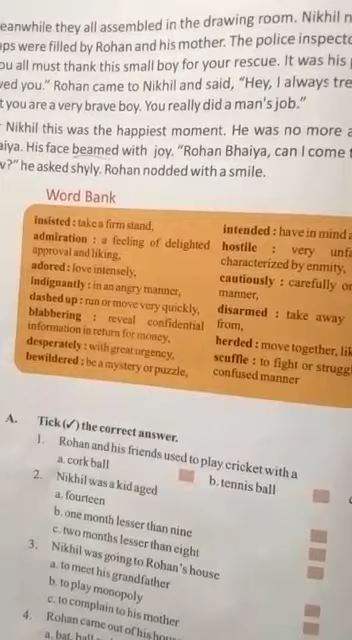 eanwhile they all assembled in the drawing room. Nikhil
were filled by Rohan and his mother. The police
ou all must thank this small boy for your rescue. It was his
ved you." Rohan came to Nikhil and said, "Hey, I always
t you are a very brave boy. You really did a man's job."
Nikhil this was the happiest moment. He was no more a
aiya. His face beamed with joy. "Rohan Bhaiya, can I come
he asked shyly. Rohan nodded with a smile.
Word Bank
insisted : take a firm stand,
admiration : a feeling of delighted
approval and liking,
adored : love intensely,
indignantly : in an angry manner,
dashed up : run or move very quickly,
blabbering : reveal confidential
information in return for money,
desperately : with great urgency,
bewildered : be a mystery or puzzle,
intended : have in mind
hostile : very
characterized by enmity,
cautiously : carefully
manner,
disarmed : take away
from,
herded : move together,
scuffle : to fight or
confused manner
A. Tick (✓) the correct answer.
1. Rohan and his friends used to play cricket with a
a. cork ball b. tennis ball
2. Nikhil was a kid aged
a. fourteen
b. one month lesser than nine
c. two months lesser than eight
3. Nikhil was going to Rohan's house
a. to meet his grandfather
b. to play monopoly
c. to complain to his mother
4. Rohan came out of his
a. bat,